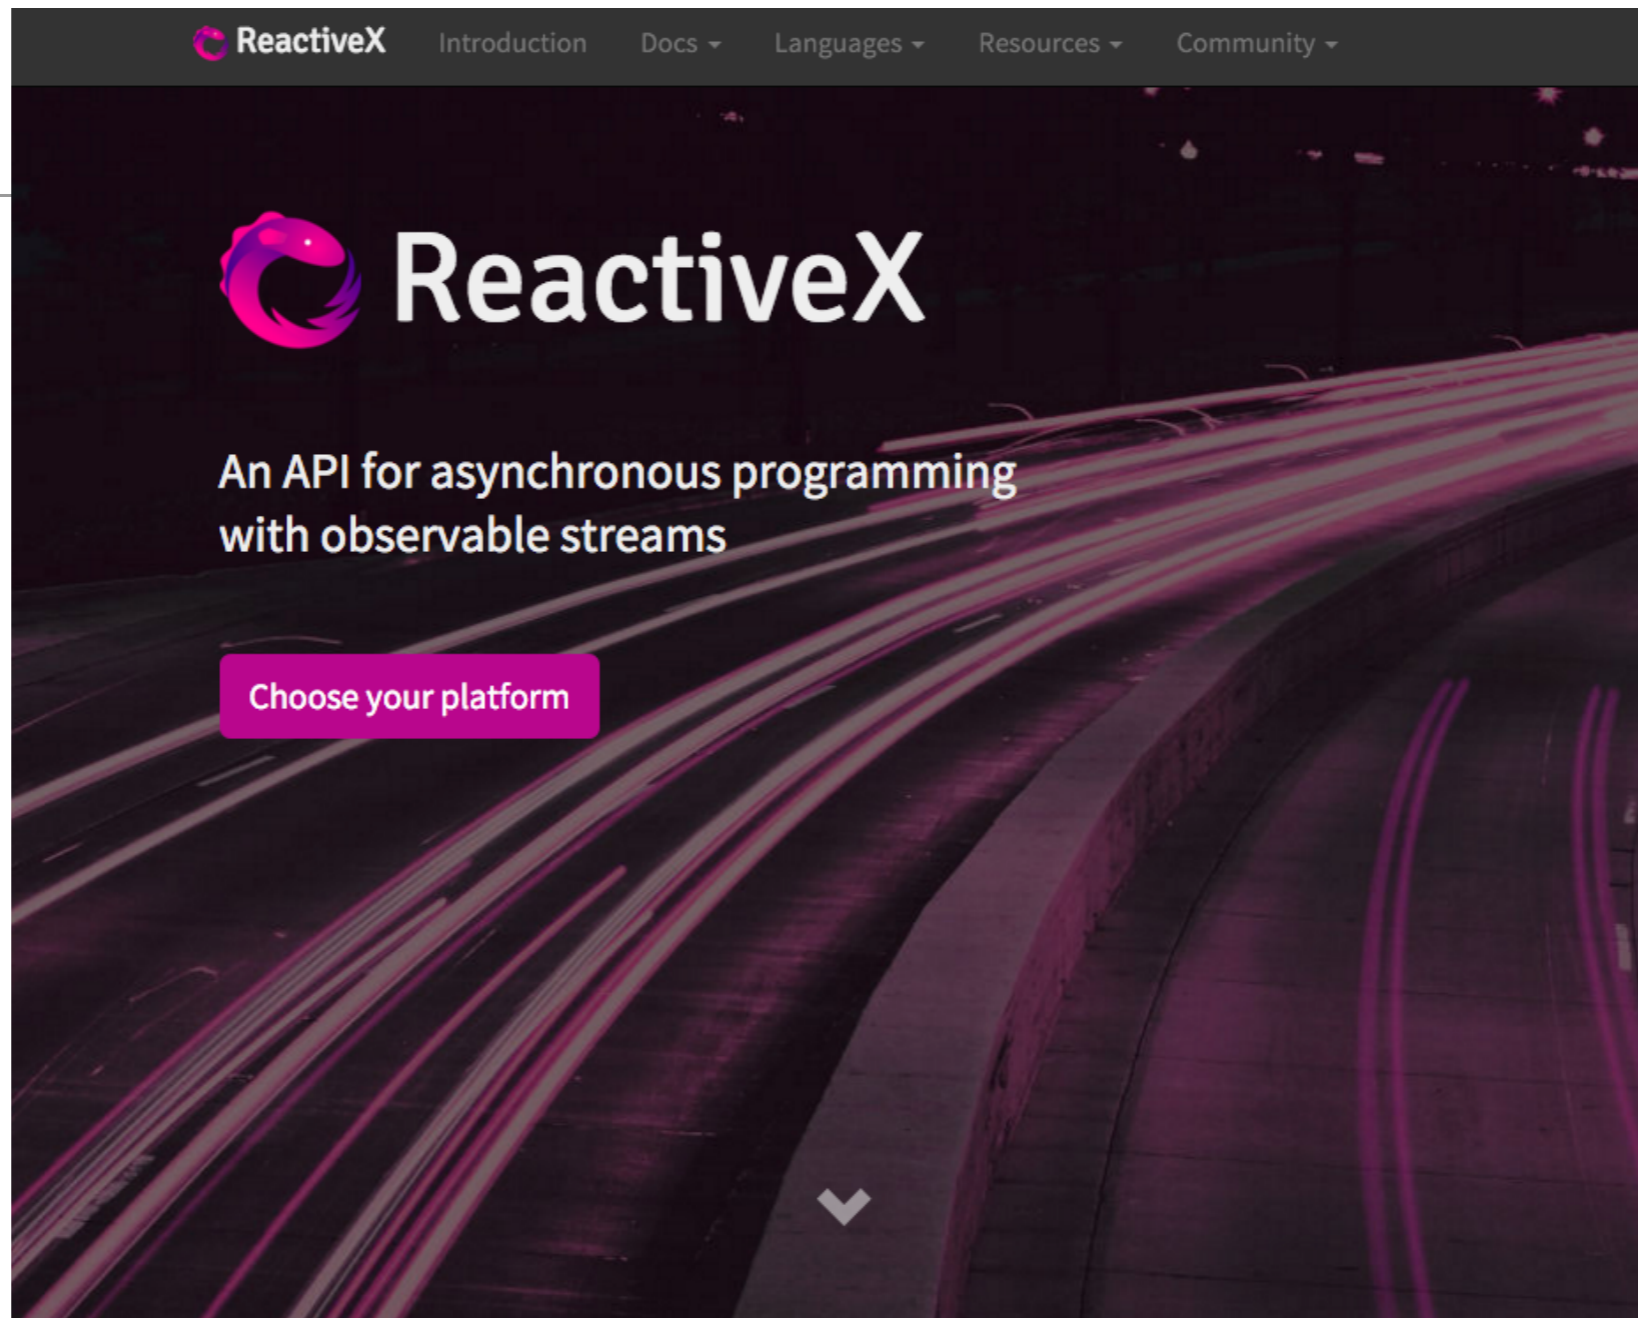 ReactiveX Introduction Docs Languages Resources Community
ReactiveX
An API for asynchronous programming
with observable streams
Choose your platform